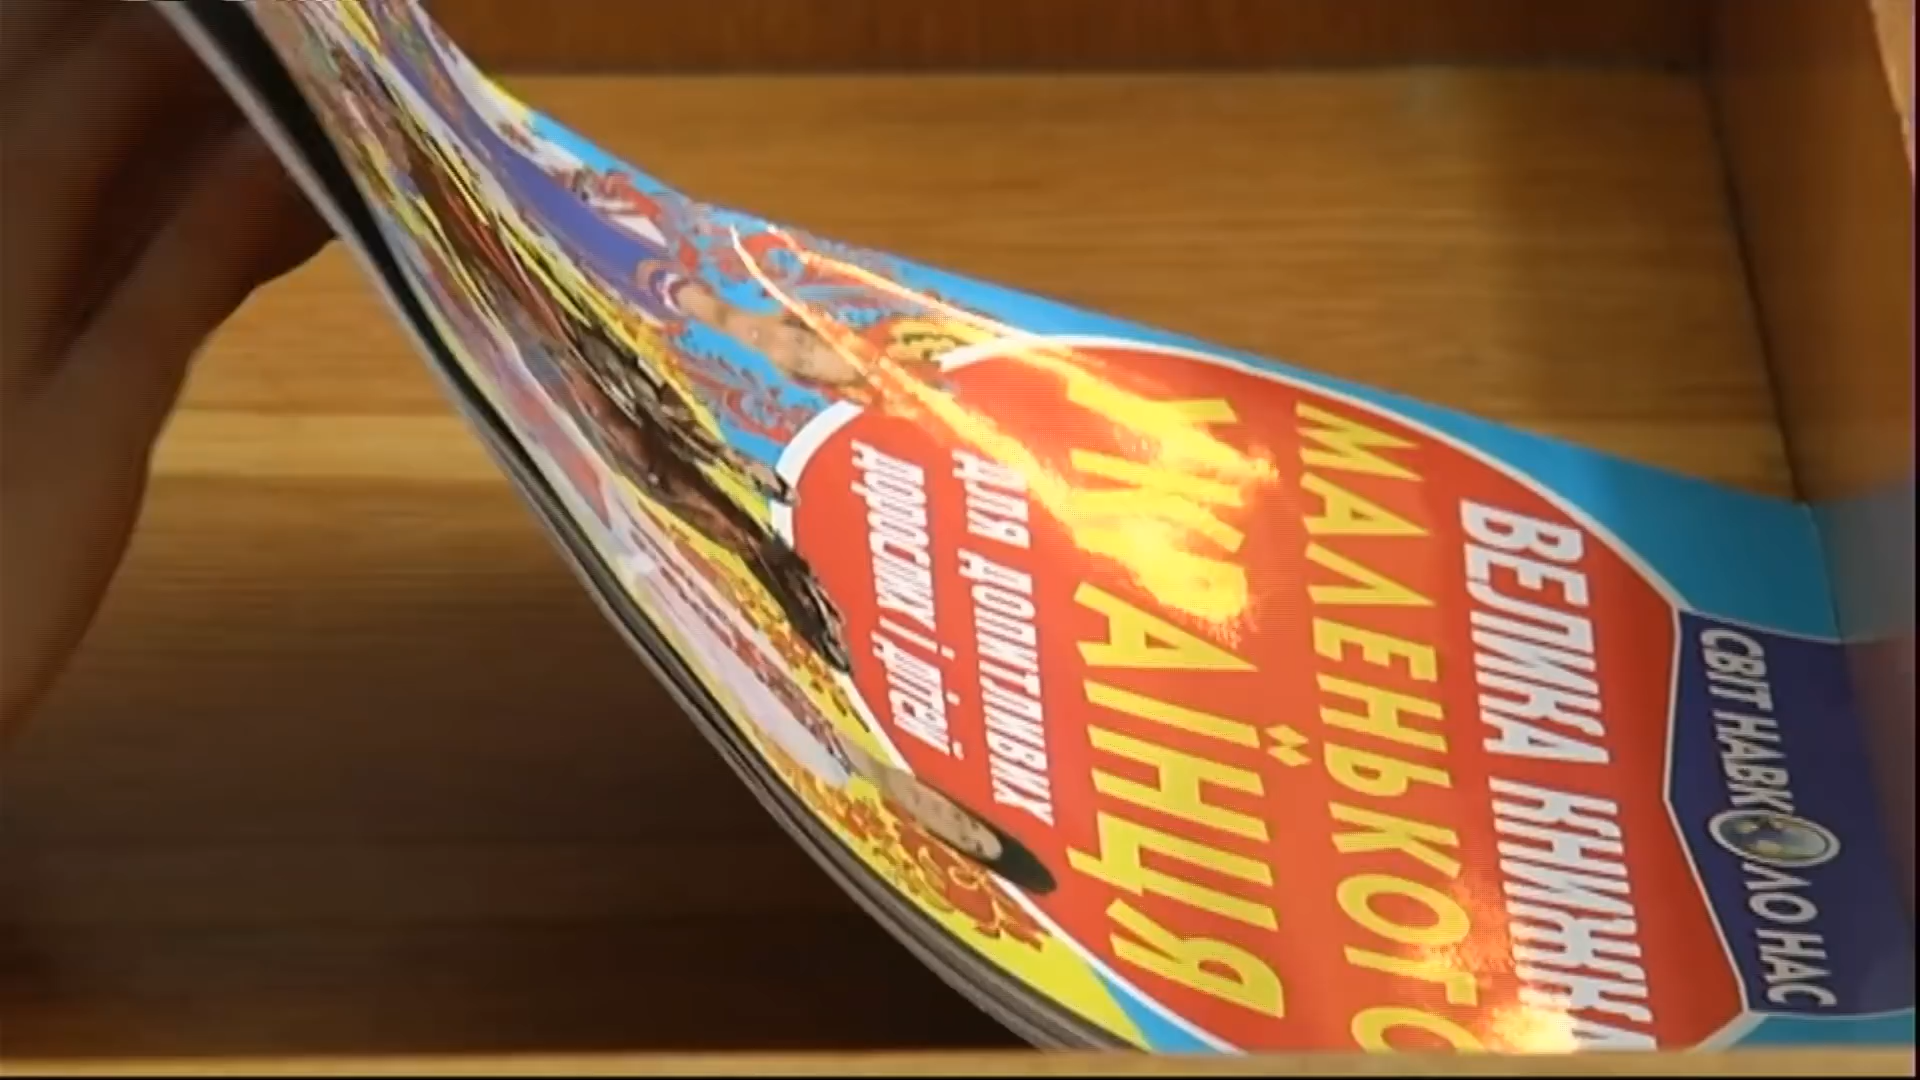 СВІТ НАВКОЛО НАС
ВЕЛИКА КНИЖКА
МАЛЕНЬКОГО
УКРАЇНЦЯ
для допитливих
дорослих і дітей